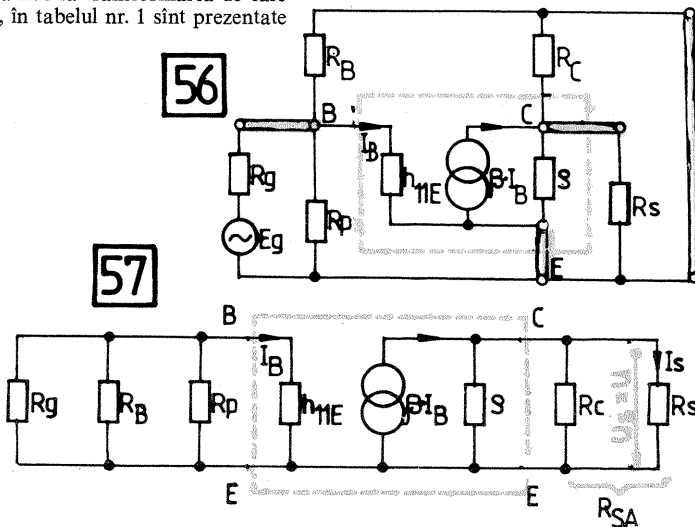 , în tabelul nr. 1 sînt prezentate
56
R_B
R_C
B
C
I_B
Rg
h_11E
β·I_B
ρ
Rp
Rs
Eg
E
57
B
C
I_B
Is
Rg
R_B
Rp
h_11E
β·I_B
ρ
Rc
Rs
E
E
R_SA